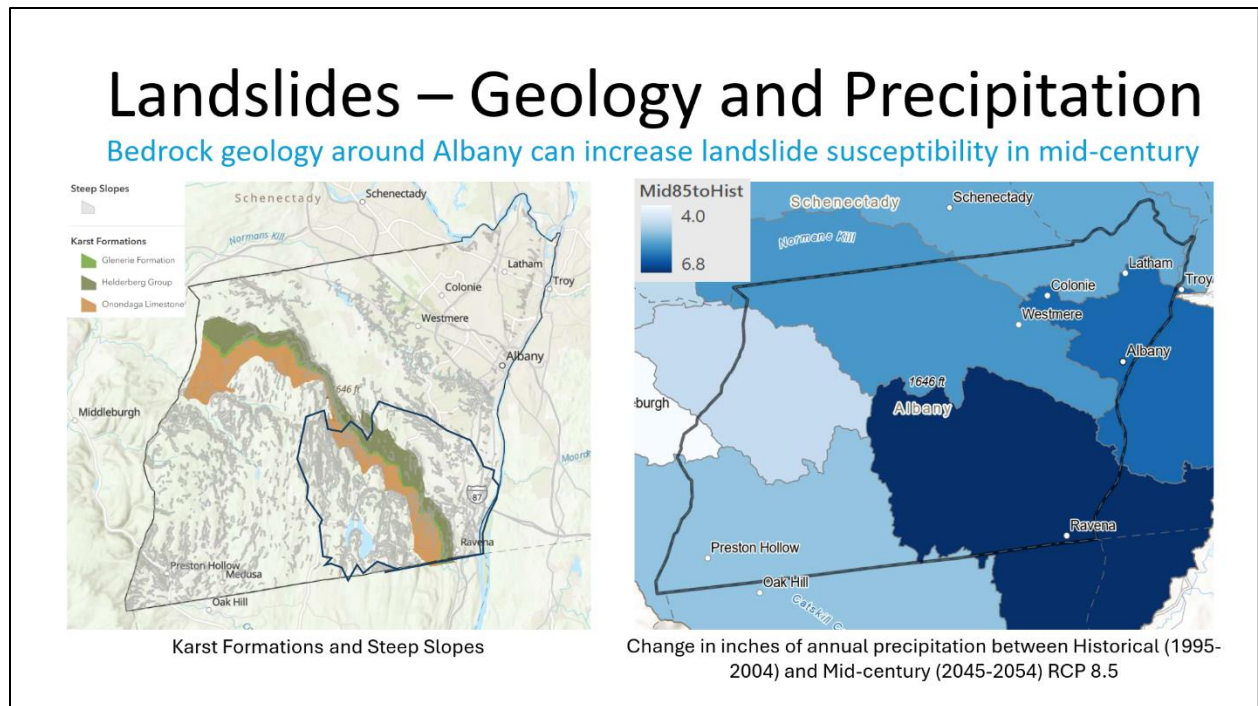 Landslides – Geology and Precipitation
Bedrock geology around Albany can increase landslide susceptibility in mid-century
Steep Slopes
Karst Formations
Glenerie Formation
Helderberg Group
Onondaga Limestone
Schenectady
Schenectady
Normans Kill
Latham
Colonie
Troy
Westmere
Albany
1646 ft
Middleburgh
87
Ravena
Preston Hollow
Medusa
Oak Hill
Karst Formations and Steep Slopes
Mid85toHist
4.0
6.8
Schenectady
Schenectady
Normans Kill
Latham
Colonie
Troy
Westmere
Albany
1646 ft
Albany
eburgh
Ravena
Preston Hollow
Oak Hill
Catskill C
Change in inches of annual precipitation between Historical (1995-
2004) and Mid-century (2045-2054) RCP 8.5